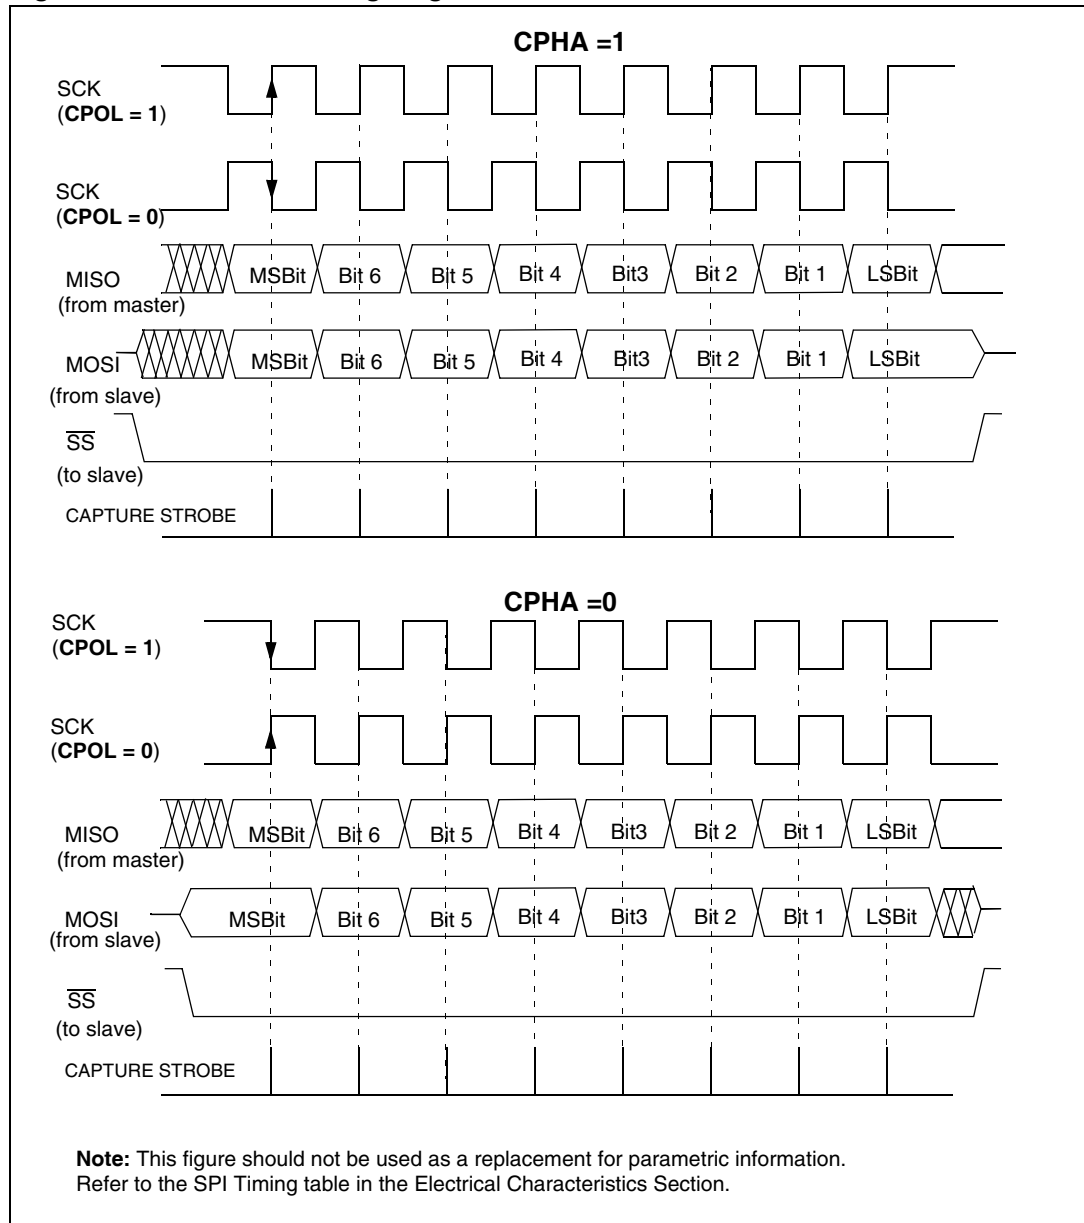 CPHA =1
SCK
(CPOL = 1)
SCK
(CPOL = 0)
MISO
(from master)
MSBit Bit 6 Bit 5 Bit 4 Bit3 Bit 2 Bit 1 LSBit
MOSI
(from slave)
MSBit Bit 6 Bit 5 Bit 4 Bit3 Bit 2 Bit 1 LSBit
SS
(to slave)
CAPTURE STROBE
CPHA =0
SCK
(CPOL = 1)
SCK
(CPOL = 0)
MISO
(from master)
MSBit Bit 6 Bit 5 Bit 4 Bit3 Bit 2 Bit 1 LSBit
MOSI
(from slave)
MSBit Bit 6 Bit 5 Bit 4 Bit3 Bit 2 Bit 1 LSBit
SS
(to slave)
CAPTURE STROBE
Note: This figure should not be used as a replacement for parametric information.
Refer to the SPI Timing table in the Electrical Characteristics Section.